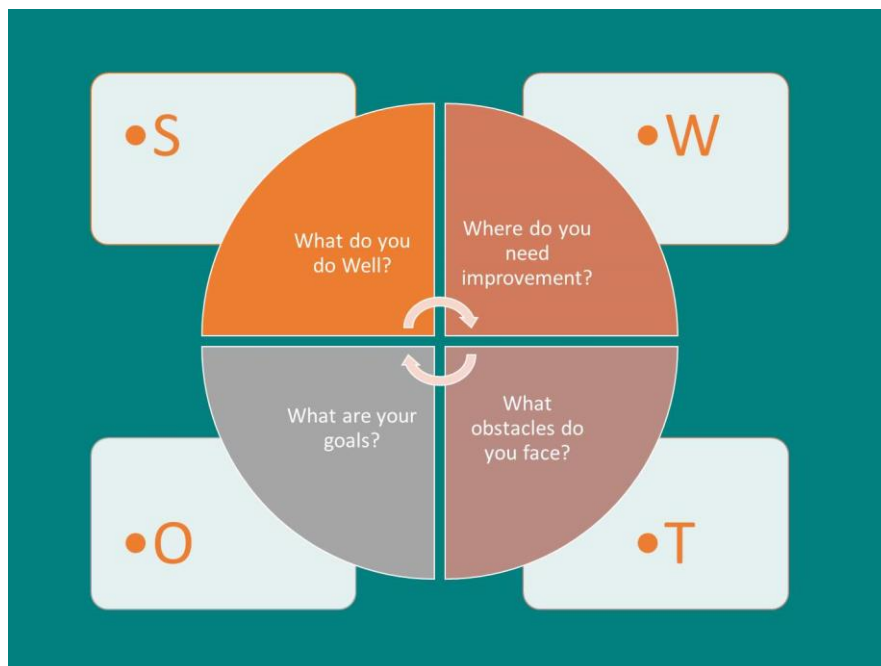 •S
What do you
do Well?
•W
Where do you
need
improvement?
What are your
goals?
•O
What
obstacles do
you face?
•T